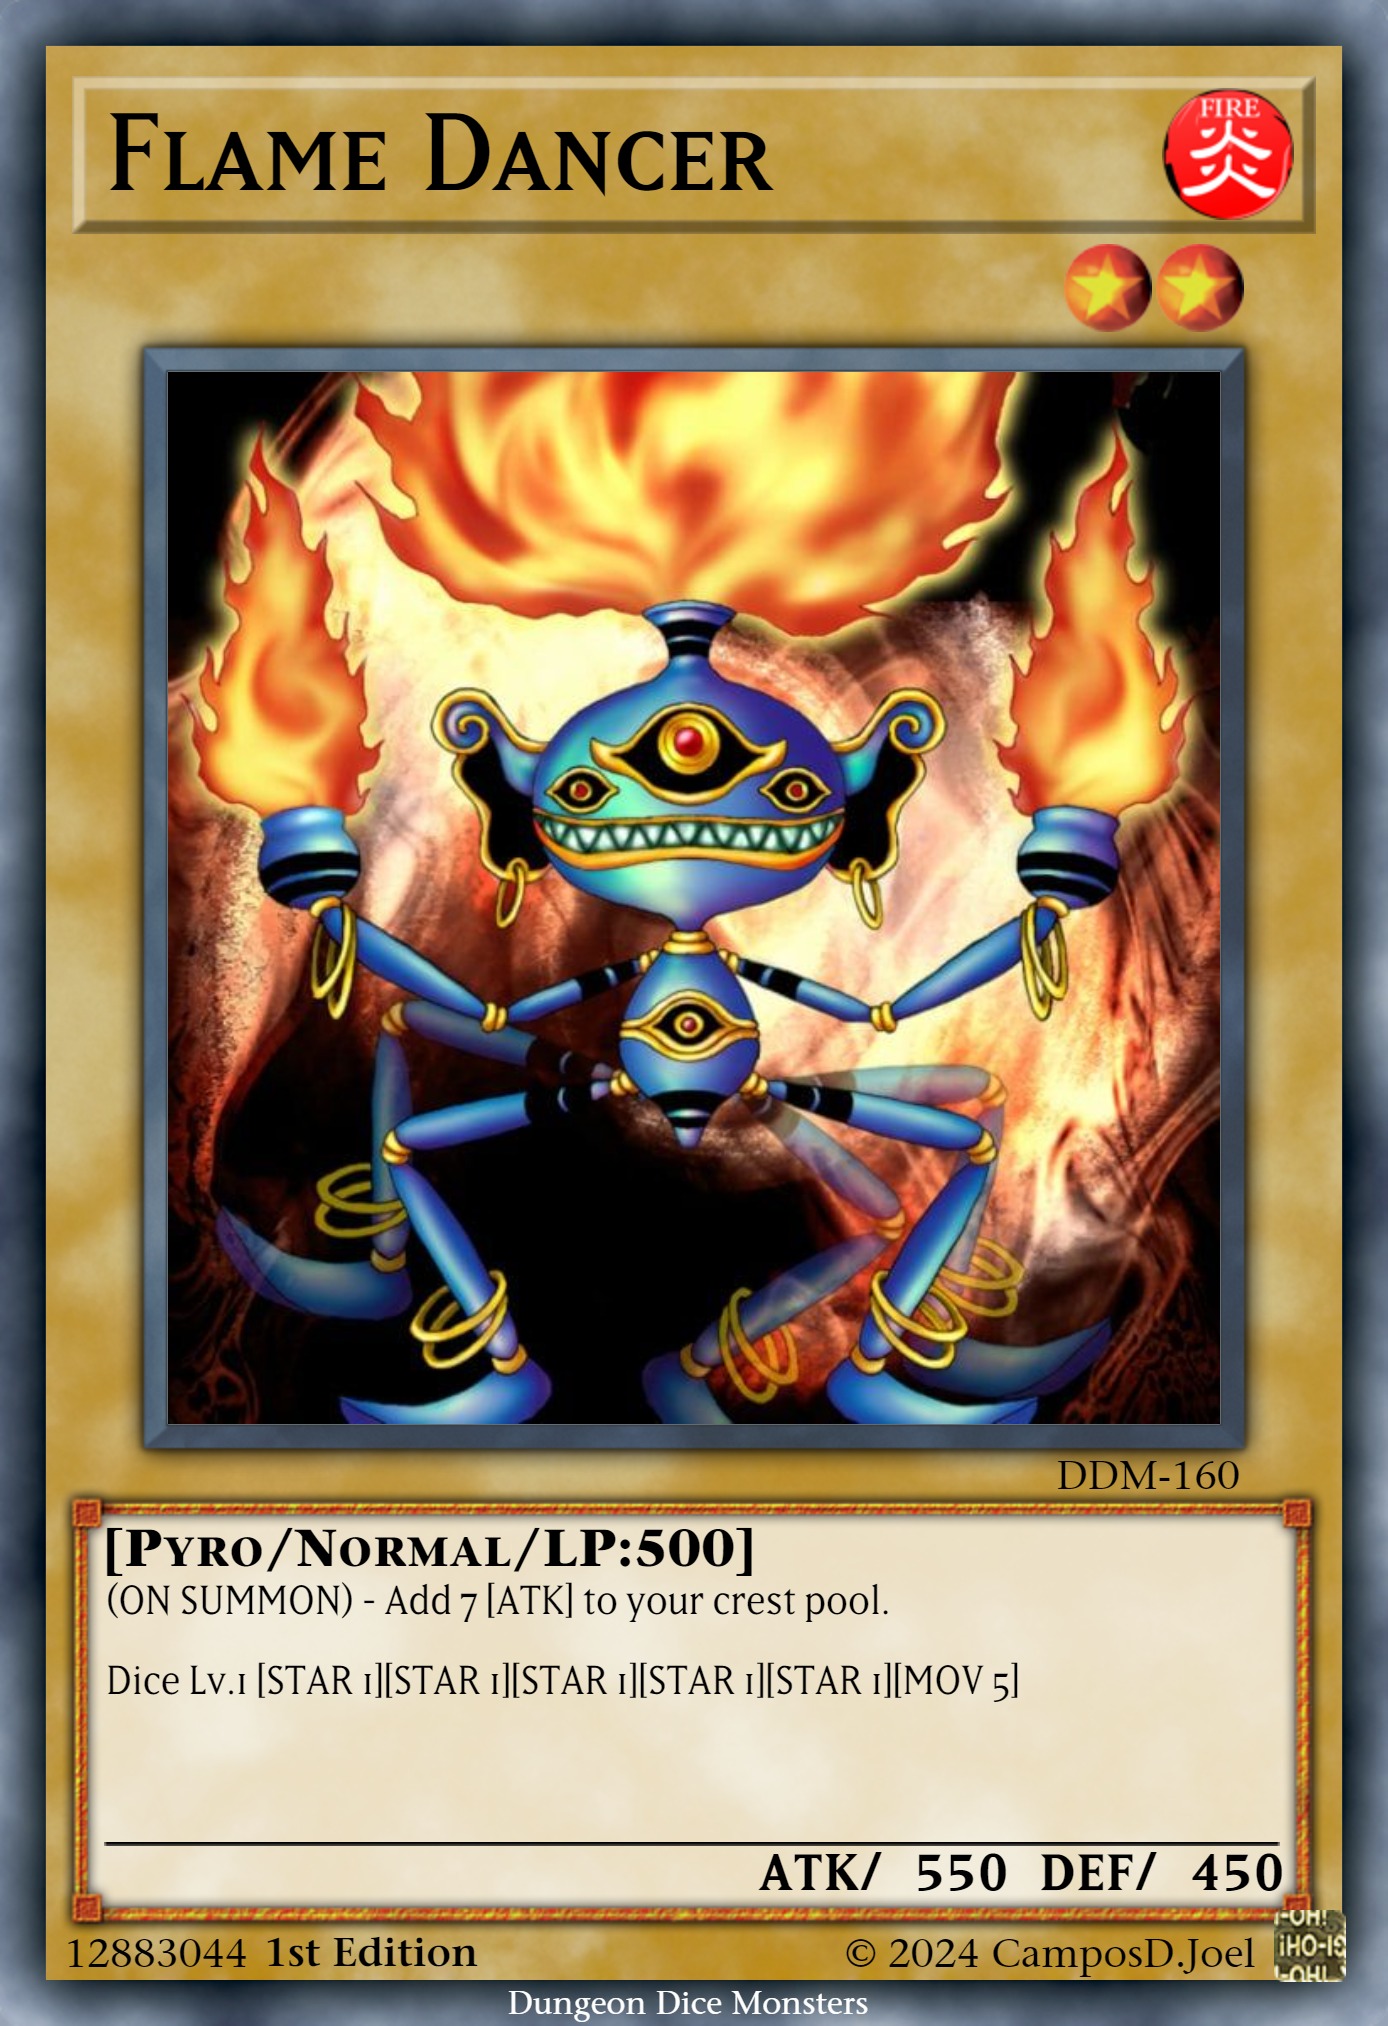 Flame Dancer
FIRE
炎
DDM-160
[Pyro/Normal/LP:500]
(ON SUMMON) - Add 7 [ATK] to your crest pool.
Dice Lv.1 [STAR 1][STAR 1][STAR 1][STAR 1][STAR 1][MOV 5]
ATK/ 550 DEF/ 450
12883044 1st Edition
© 2024 CamposD.Joel
Dungeon Dice Monsters